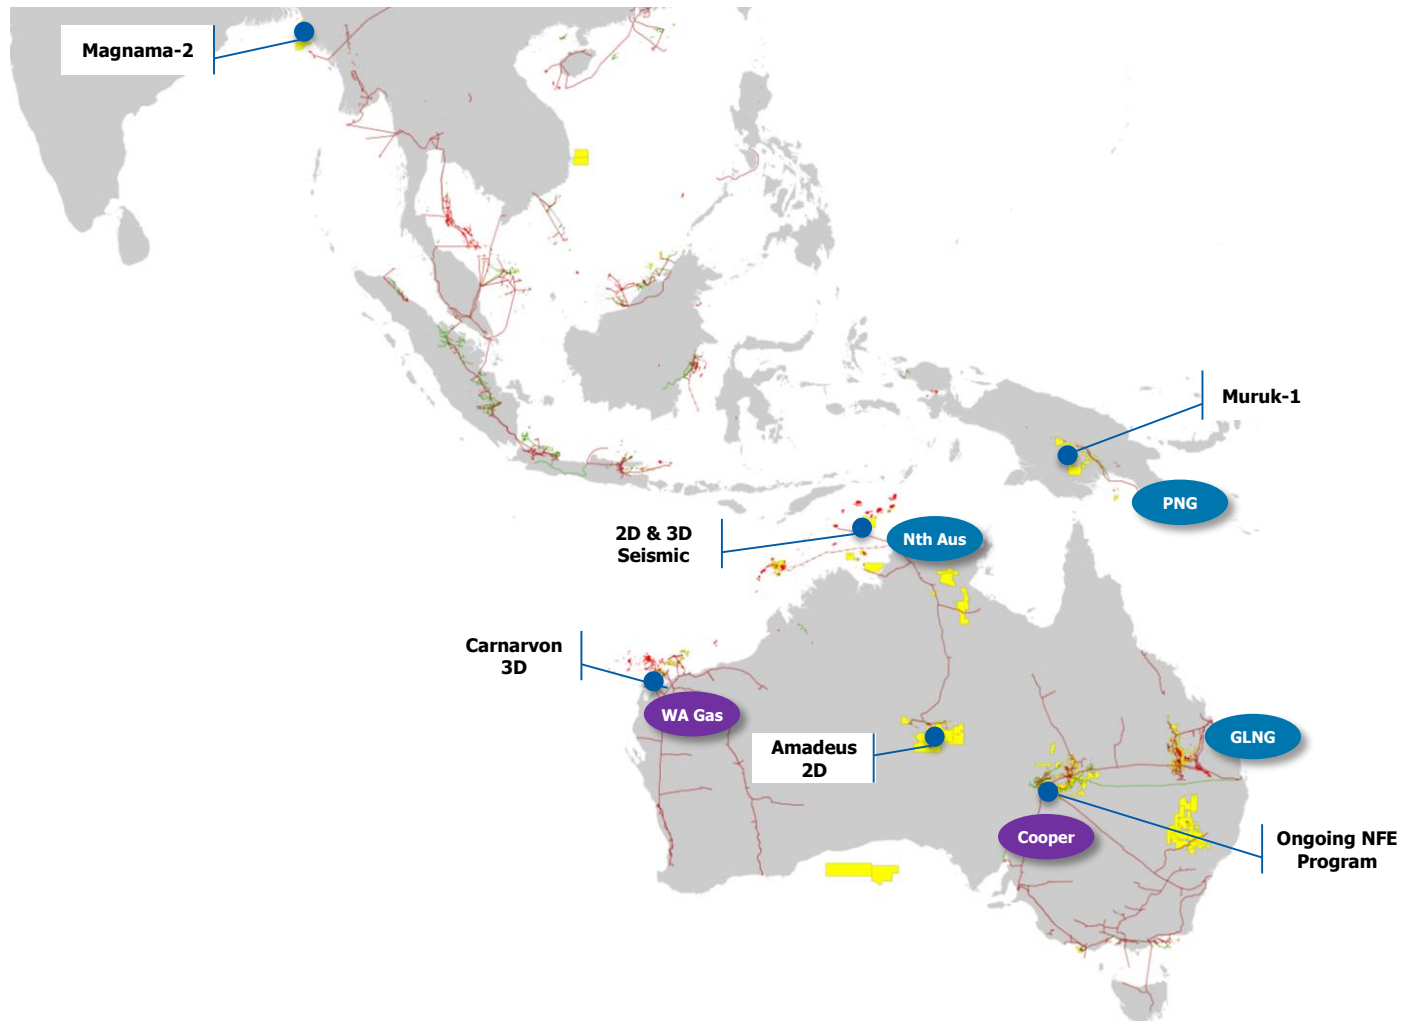 Magnama-2
Muruk-1
PNG
2D & 3D
Seismic
Nth Aus
Carnarvon
3D
WA Gas
Amadeus
2D
GLNG
Cooper
Ongoing NFE
Program